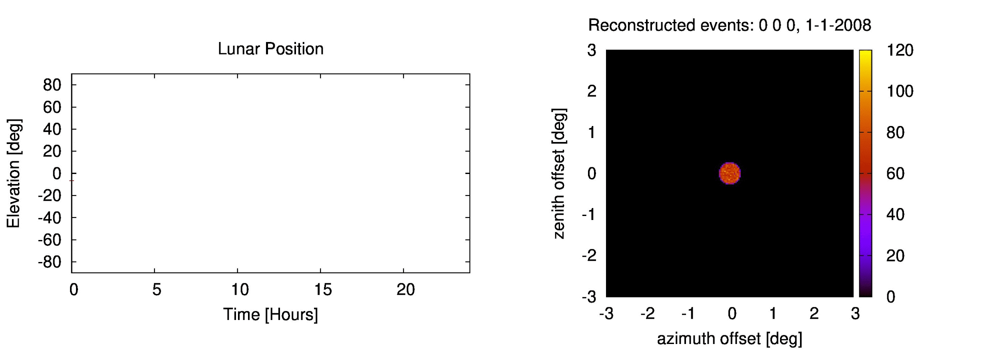 Lunar Position
80
60
40
20
0
-20
-40
-60
-80
Elevation [deg]
0 5 10 15 20
Time [Hours]
Reconstructed events: 0 0 0, 1-1-2008
3
2
1
0
-1
-2
-3
zenith offset [deg]
-3 -2 -1 0 1 2 3
azimuth offset [deg]
120
100
80
60
40
20
0